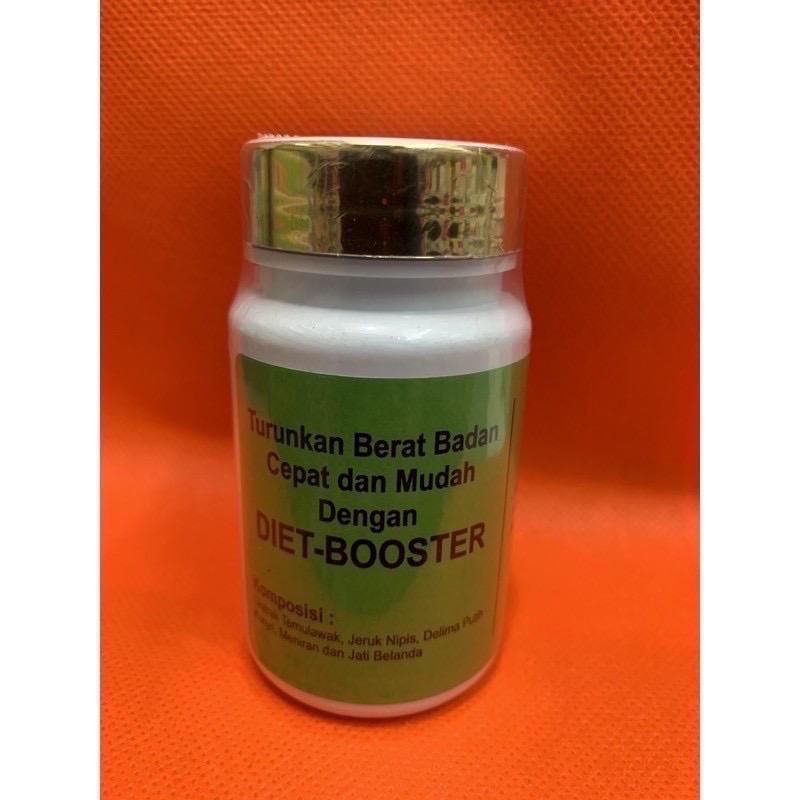 Turunkan Berat Badan
Cepat dan Mudah
Dengan
DIET-BOOSTER
Komposisi :
Temulawak, Jeruk Nipis, Delima Putih
Meniran dan Jati Belanda